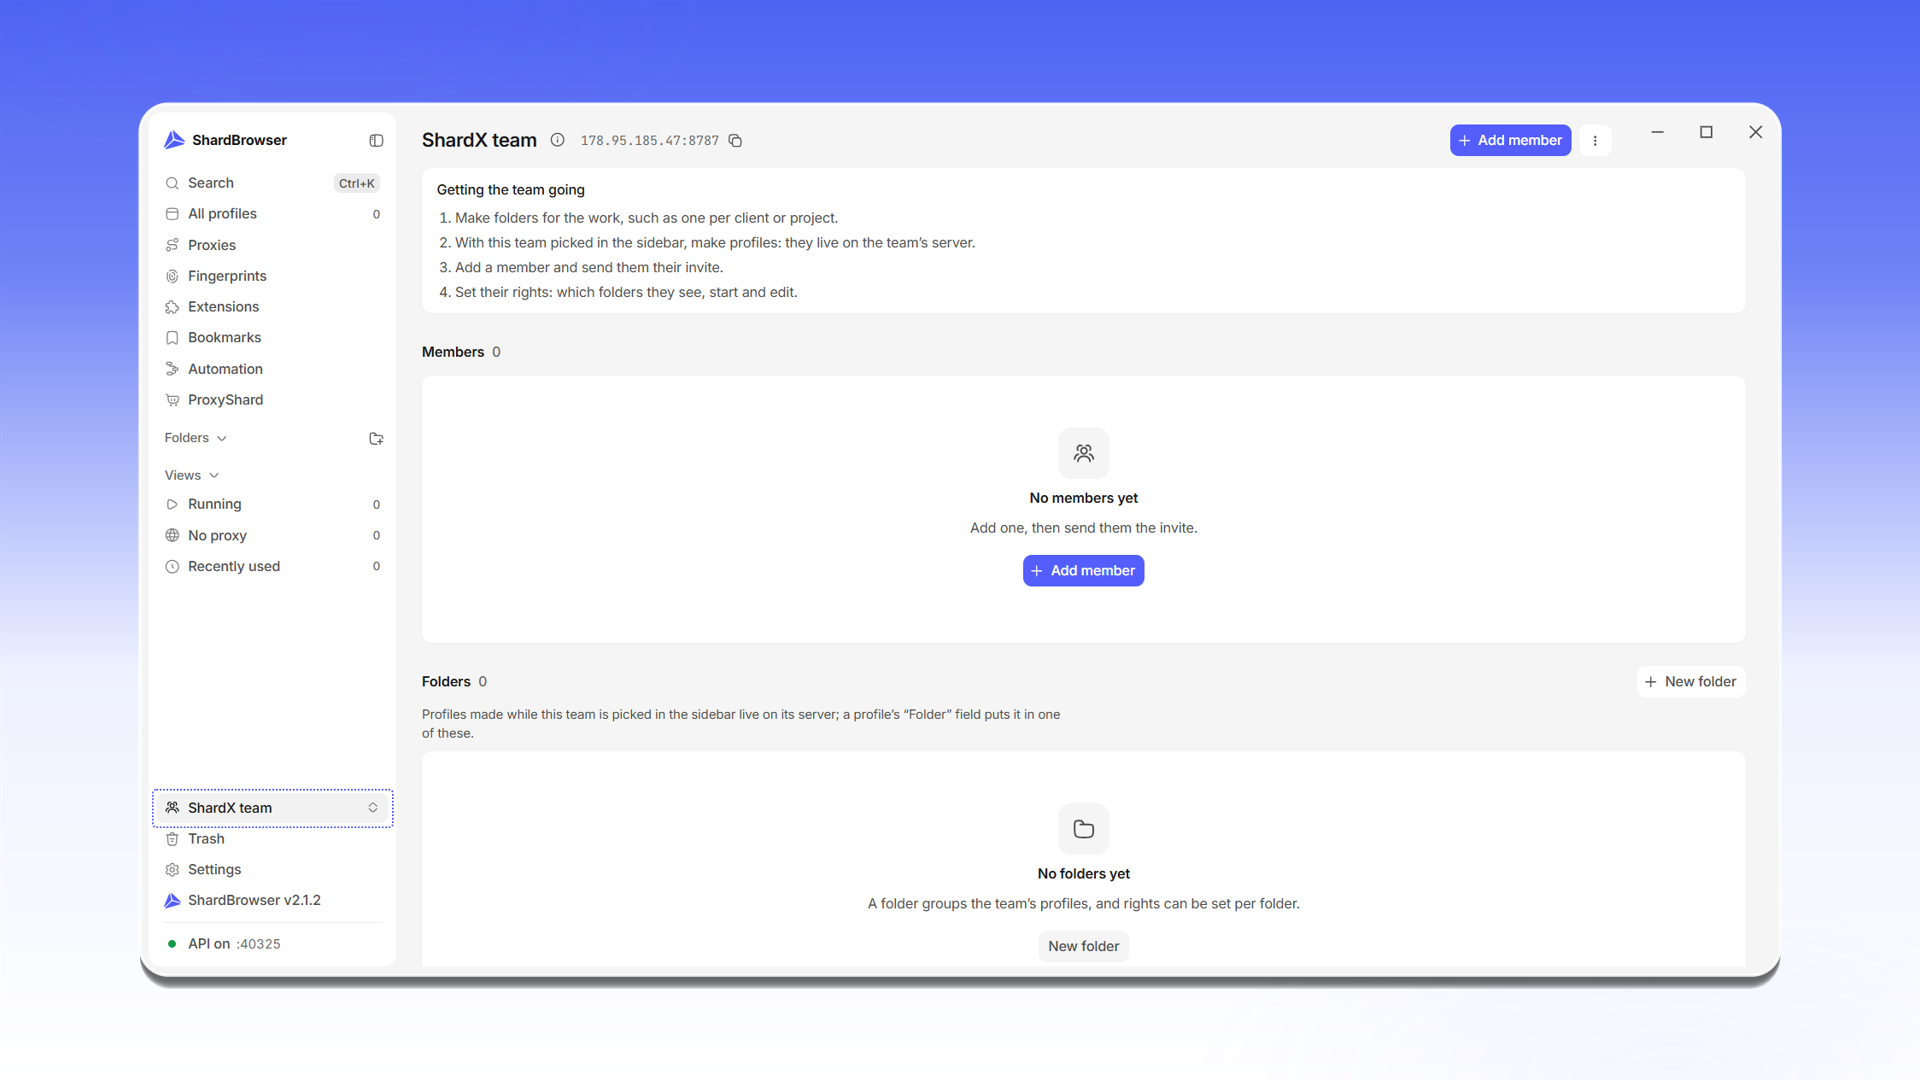 ShardBrowser
Search Ctrl+K
All profiles 0
Proxies
Fingerprints
Extensions
Bookmarks
Automation
ProxyShard
Folders
Views
Running 0
No proxy 0
Recently used 0
ShardX team
Trash
Settings
ShardBrowser v2.1.2
API on :40325
ShardX team 178.95.185.47:8787
+ Add member
Getting the team going
1. Make folders for the work, such as one per client or project.
2. With this team picked in the sidebar, make profiles: they live on the team’s server.
3. Add a member and send them their invite.
4. Set their rights: which folders they see, start and edit.
Members 0
No members yet
Add one, then send them the invite.
+ Add member
Folders 0
+ New folder
Profiles made while this team is picked in the sidebar live on its server; a profile’s “Folder” field puts it in one
of these.
No folders yet
A folder groups the team’s profiles, and rights can be set per folder.
New folder